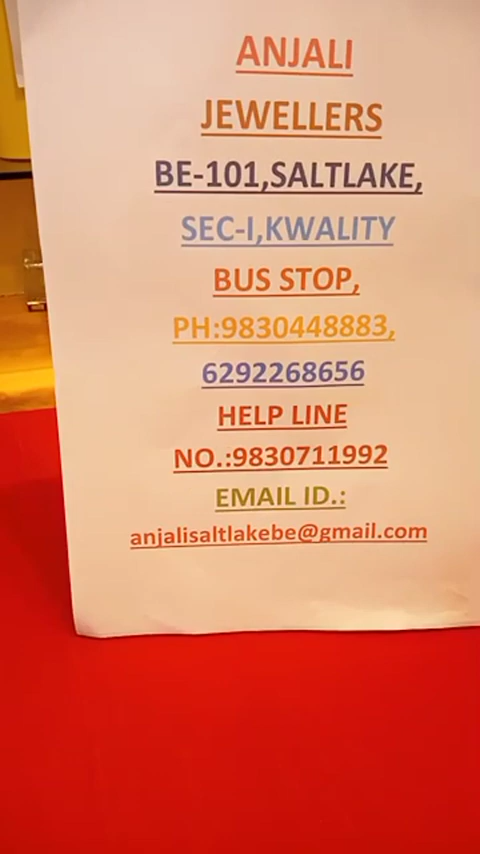 ANJALI
JEWELLERS
BE-101,SALTLAKE,
SEC-I,KWALITY
BUS STOP,
PH:9830448883,
6292268656
HELP LINE
NO.:9830711992
EMAIL ID.:
anjalisaltlakebe@gmail.com